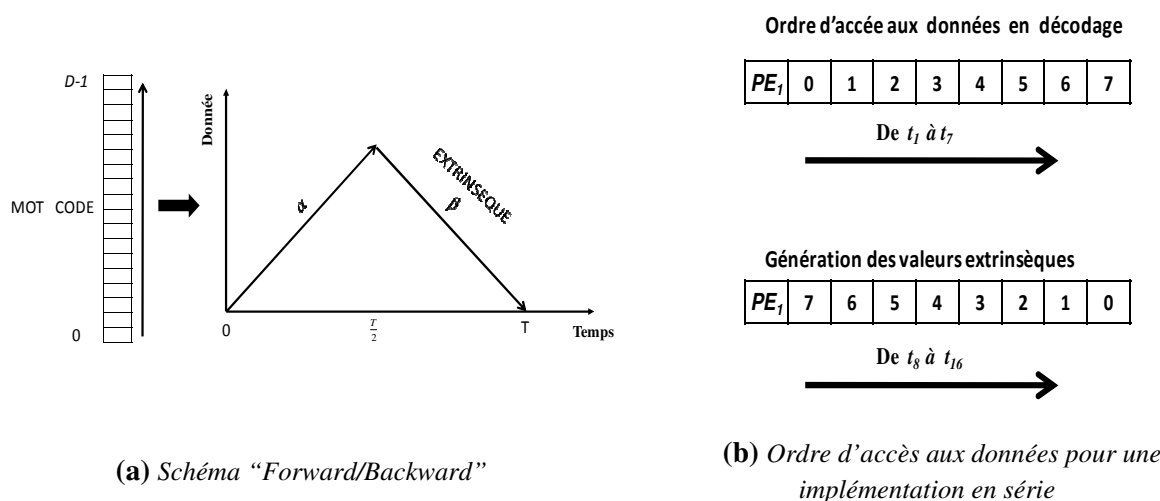 D-1
MOT CODE
0
Donnée
α
EXTRINSEQUE
β
0
T/2
T
Temps
(a) Schéma “Forward/Backward”
Ordre d’accée aux données en décodage
PE1 0 1 2 3 4 5 6 7
De t1 à t7
Génération des valeurs extrinsèques
PE1 7 6 5 4 3 2 1 0
De t8 à t16
(b) Ordre d’accès aux données pour une
implémentation en série